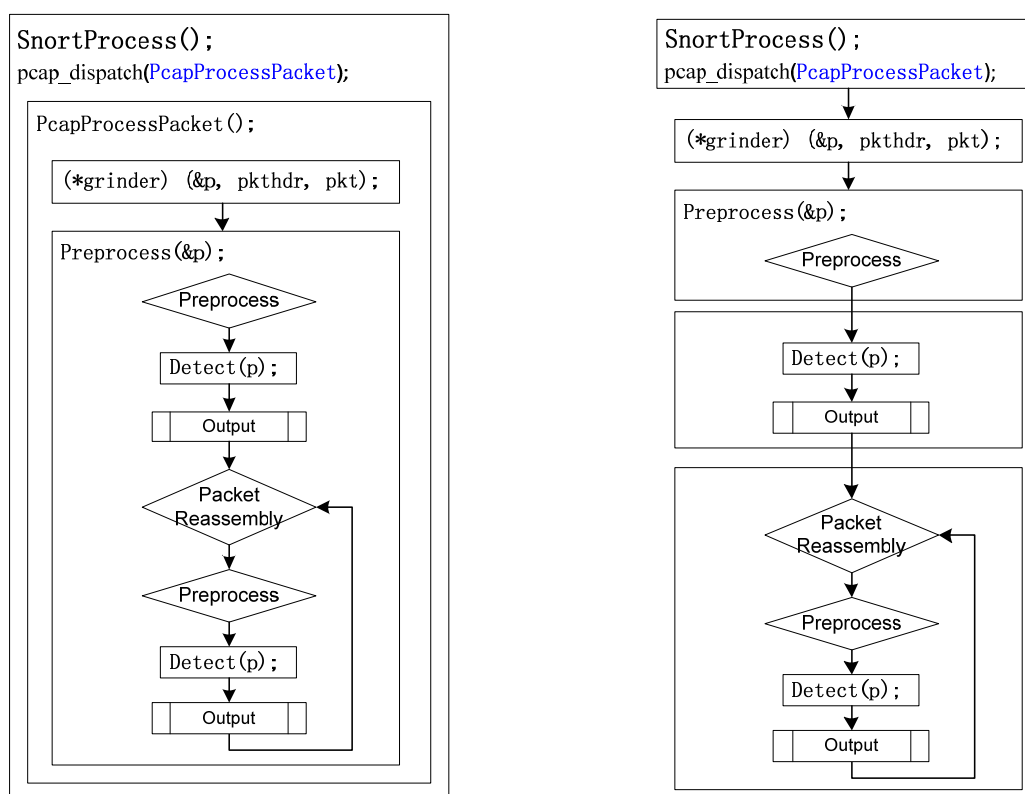 SnortProcess();
pcap_dispatch(PcapProcessPacket);
PcapProcessPacket();
(*grinder) (&p, pkthdr, pkt);
Preprocess(&p);
Preprocess
Detect(p);
Output
Packet
Reassembly
Preprocess
Detect(p);
Output
SnortProcess();
pcap_dispatch(PcapProcessPacket);
(*grinder) (&p, pkthdr, pkt);
Preprocess(&p);
Preprocess
Detect(p);
Output
Packet
Reassembly
Preprocess
Detect(p);
Output